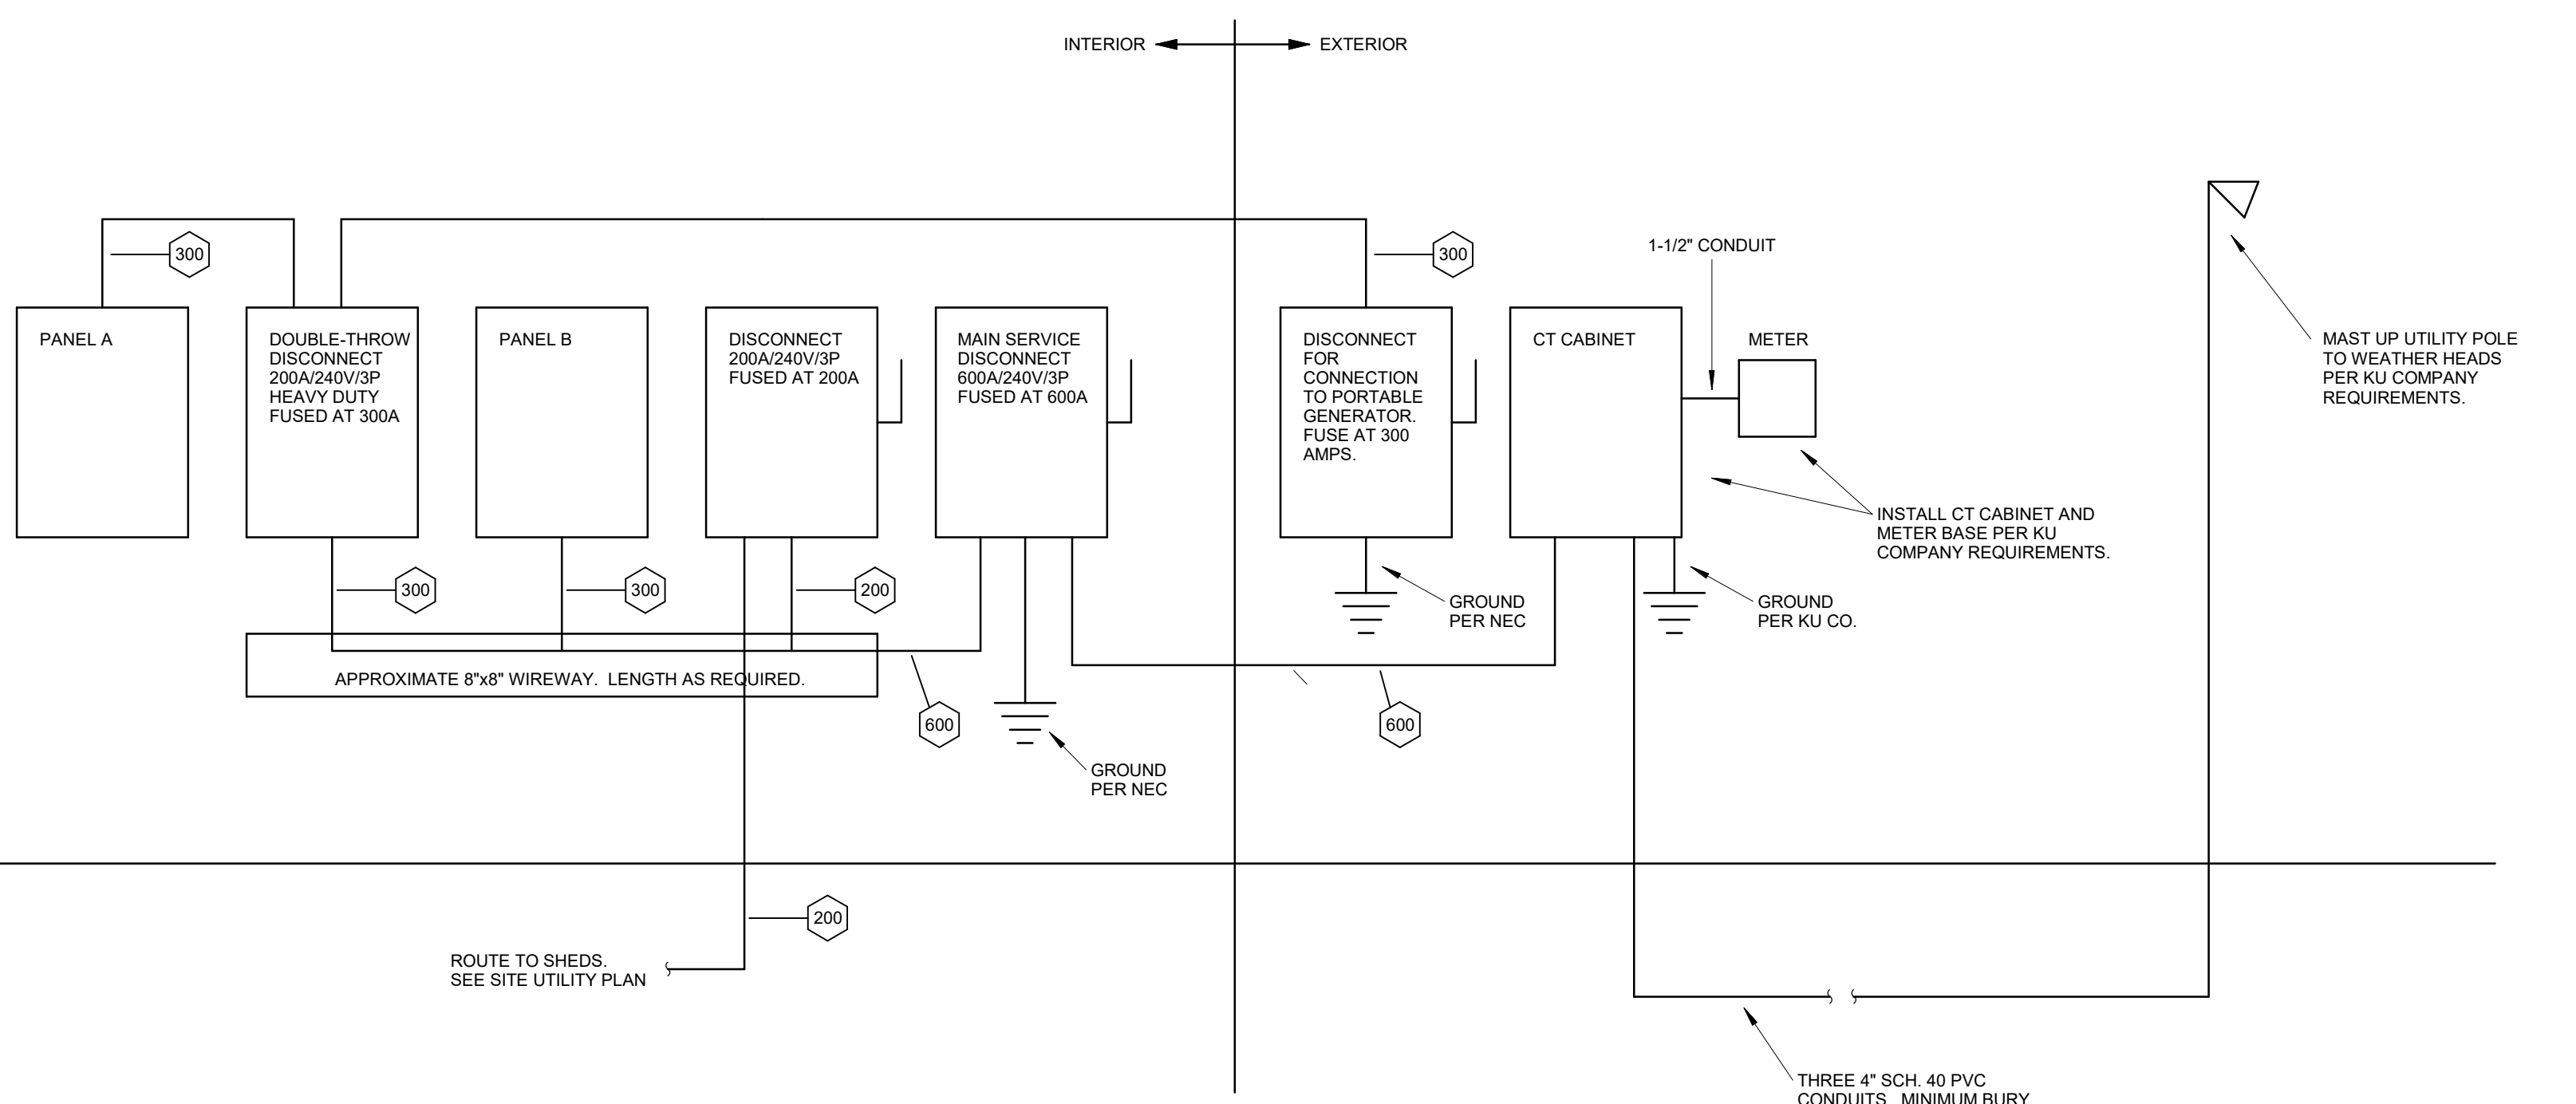 INTERIOR
EXTERIOR
300
300
1-1/2" CONDUIT
PANEL A
DOUBLE-THROW
DISCONNECT
200A/240V/3P
HEAVY DUTY
FUSED AT 300A
PANEL B
DISCONNECT
200A/240V/3P
FUSED AT 200A
MAIN SERVICE
DISCONNECT
600A/240V/3P
FUSED AT 600A
DISCONNECT
FOR
CONNECTION
TO PORTABLE
GENERATOR.
FUSE AT 300
AMPS.
CT CABINET
METER
MAST UP UTILITY POLE
TO WEATHER HEADS
PER KU COMPANY
REQUIREMENTS.
INSTALL CT CABINET AND
METER BASE PER KU
COMPANY REQUIREMENTS.
300
300
200
GROUND
PER NEC
GROUND
PER KU CO.
APPROXIMATE 8"x8" WIREWAY.  LENGTH AS REQUIRED.
600
600
GROUND
PER NEC
200
ROUTE TO SHEDS.
SEE SITE UTILITY PLAN
THREE 4" SCH. 40 PVC
CONDUITS.  MINIMUM BURY